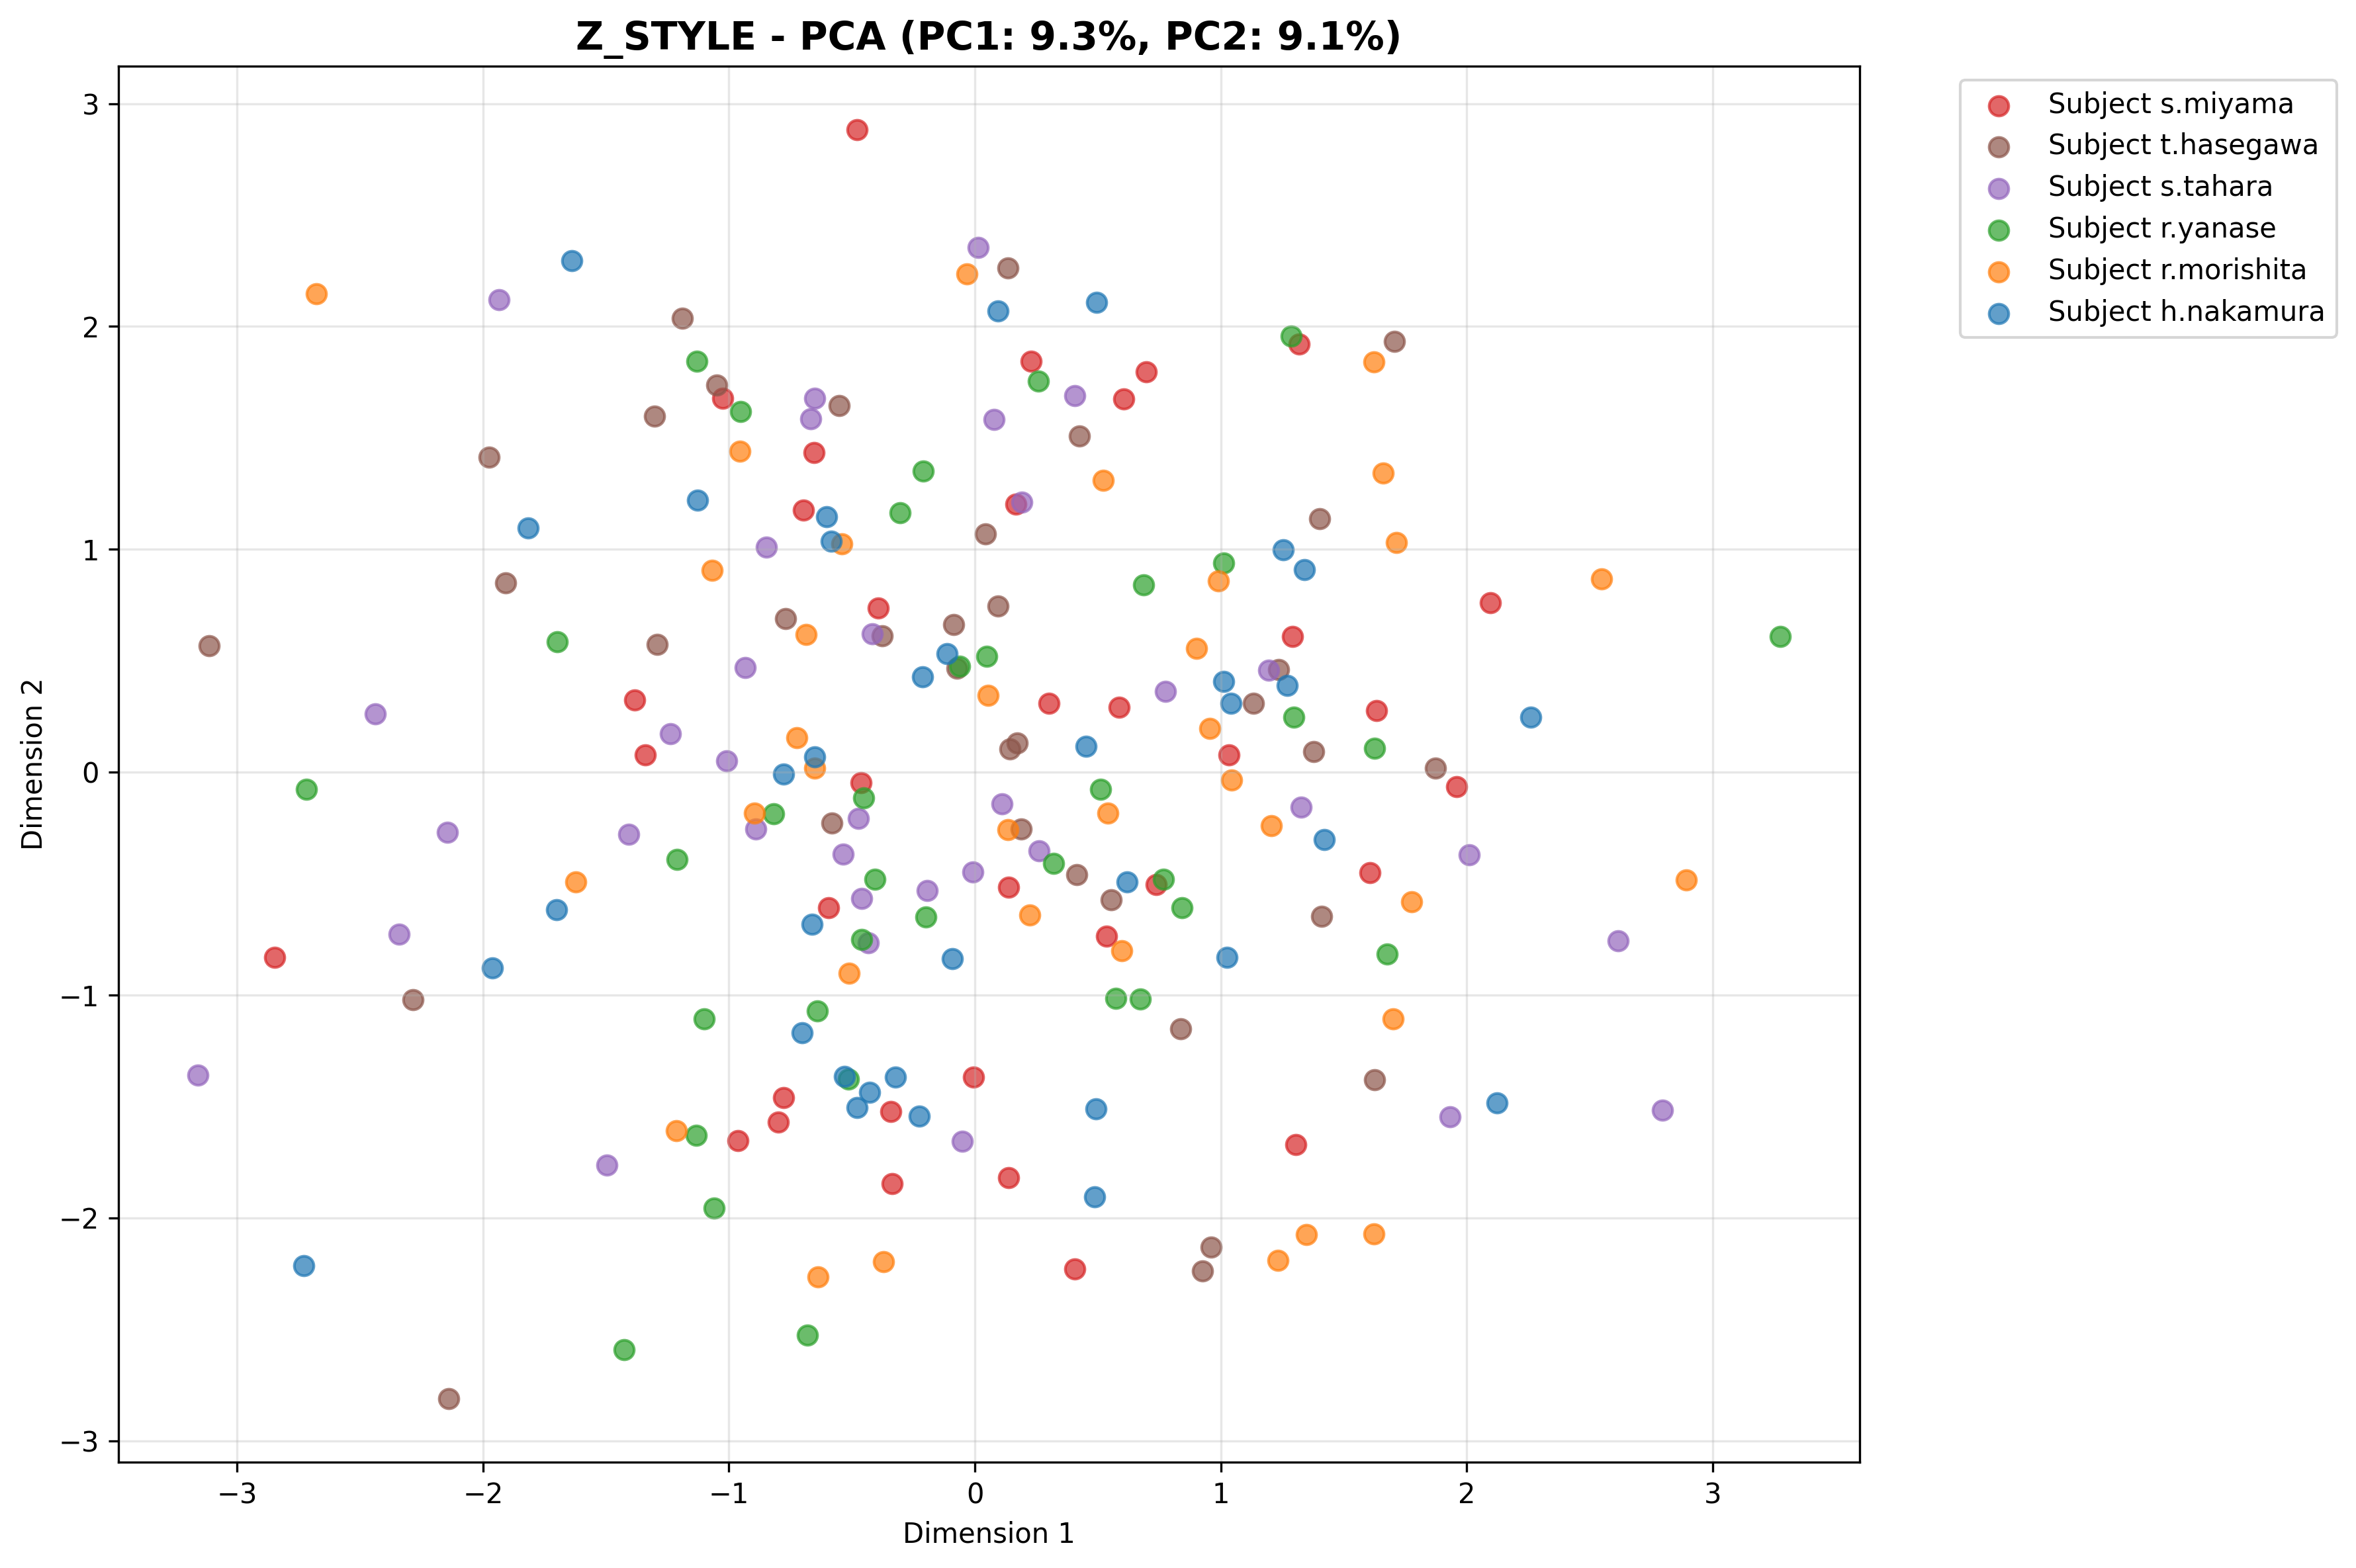 Z_STYLE - PCA (PC1: 9.3%, PC2: 9.1%)
Subject s.miyama
Subject t.hasegawa
Subject s.tahara
Subject r.yanase
Subject r.morishita
Subject h.nakamura
Dimension 2
3
2
1
0
−1
−2
−3
−3 −2 −1 0 1 2 3
Dimension 1